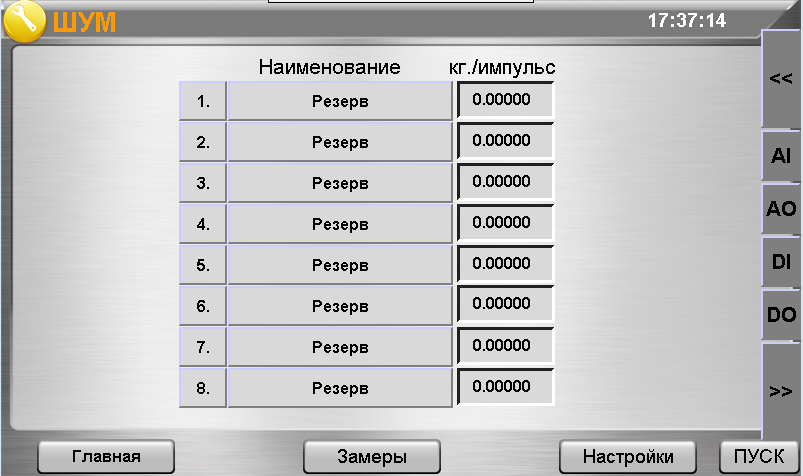 ШУМ 17:37:14
Наименование кг./импульс
1. Резерв 0.00000
2. Резерв 0.00000
3. Резерв 0.00000
4. Резерв 0.00000
5. Резерв 0.00000
6. Резерв 0.00000
7. Резерв 0.00000
8. Резерв 0.00000
<<
AI
AO
DI
DO
>>
Главная Замеры Настройки ПУСК